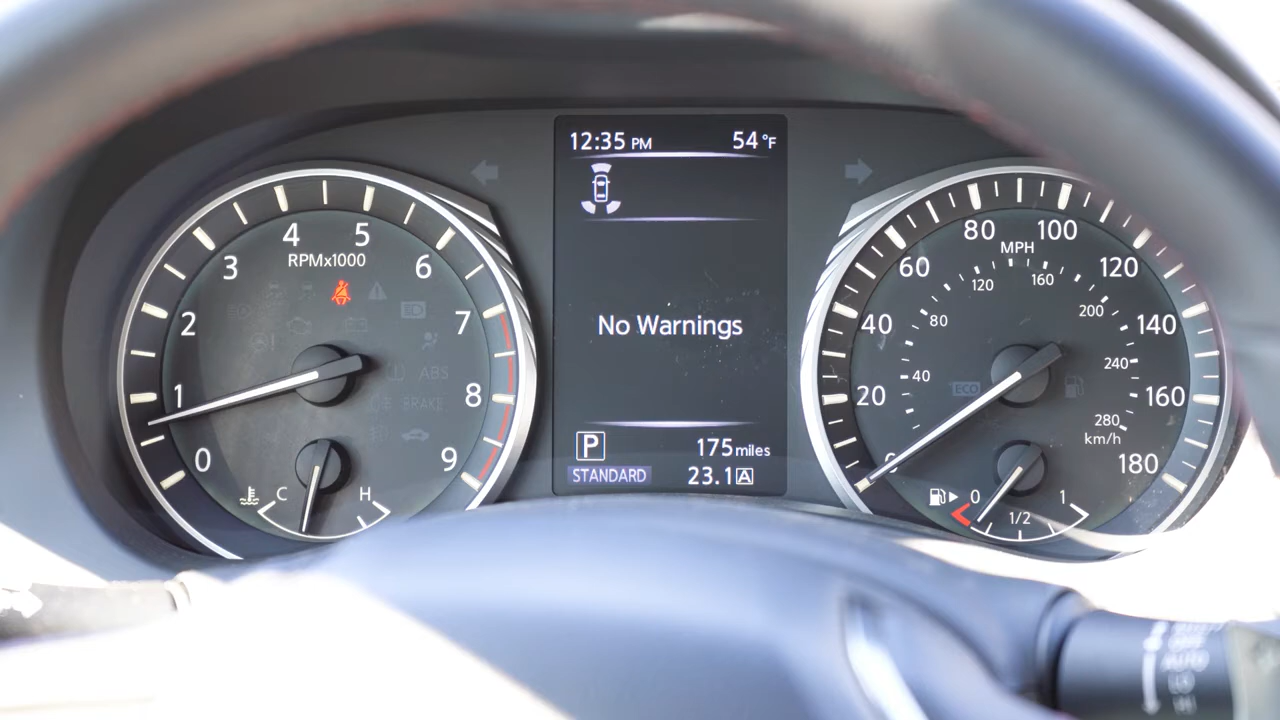 12:35 PM 54 °F
4 5
RPMx1000
3 6
2 7
1 8
0 9
C H
ABS
BRAKE
No Warnings
P 175 miles
STANDARD 23.1 A
80 100
MPH
60 120
40 140
20 160
0 180
120 160
80 200
40 240
280
km/h
ECO
0 1/2 1
AUTO